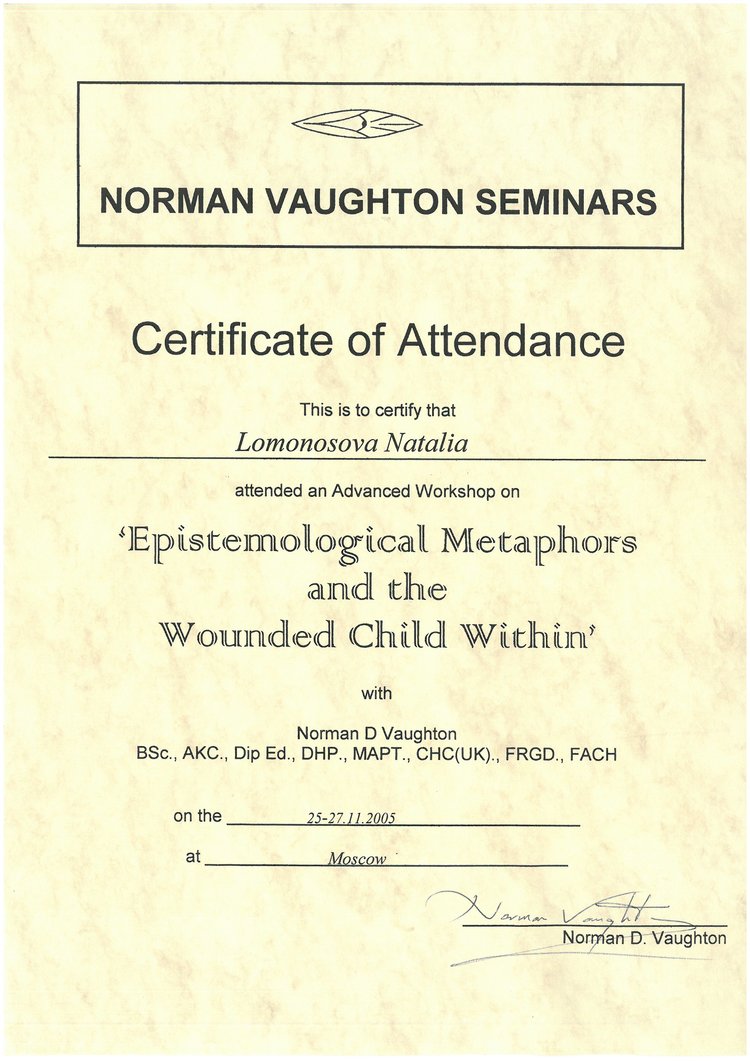 NORMAN VAUGHTON SEMINARS
Certificate of Attendance
This is to certify that
Lomonosova Natalia
attended an Advanced Workshop on
'Epistemological Metaphors
and the
Wounded Child Within'
with
Norman D Vaughton
BSc., AKC., Dip Ed., DHP., MAPT., CHC(UK)., FRGD., FACH
on the 25-27.11.2005
at Moscow
Norman Vaughton
Norman D. Vaughton